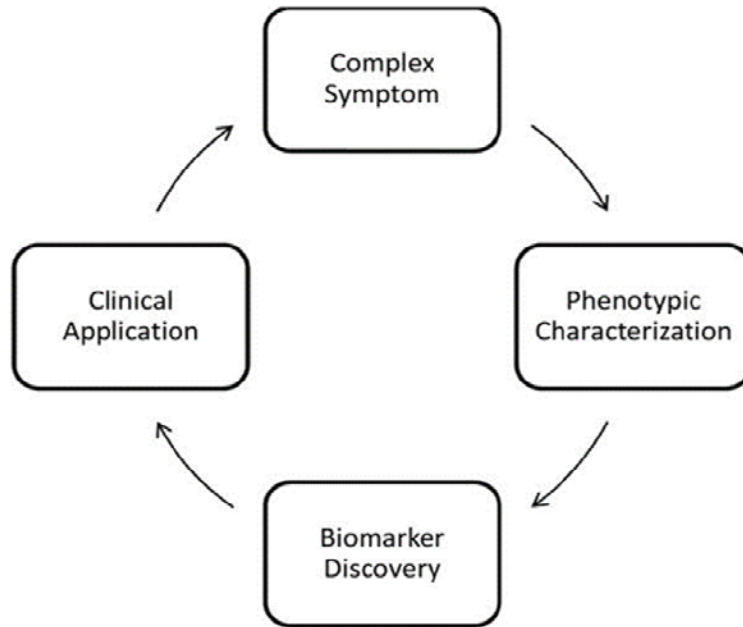 Complex
Symptom
Phenotypic
Characterization
Biomarker
Discovery
Clinical
Application